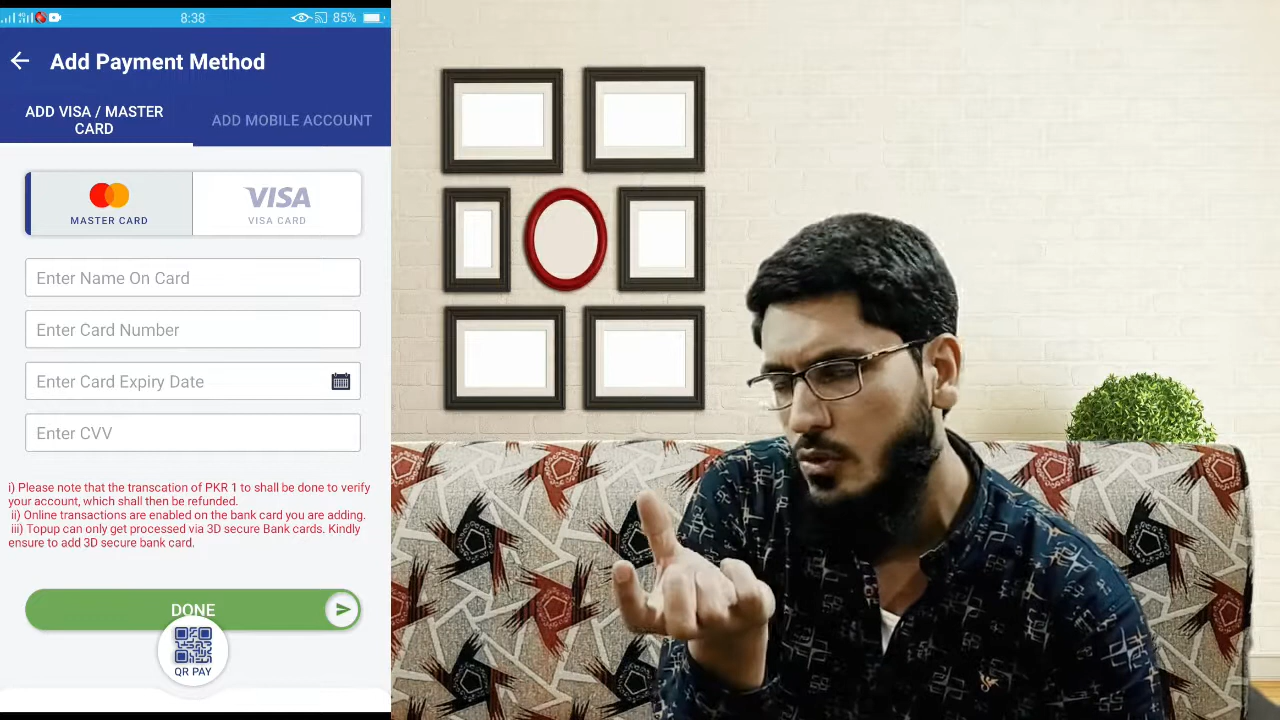 8:38
85%
Add Payment Method
ADD VISA / MASTER
CARD
ADD MOBILE ACCOUNT
MASTER CARD
VISA
VISA CARD
Enter Name On Card
Enter Card Number
Enter Card Expiry Date
Enter CVV
i) Please note that the transcation of PKR 1 to shall be done to verify
your account, which shall then be refunded.
ii) Online transactions are enabled on the bank card you are adding.
iii) Topup can only get processed via 3D secure Bank cards. Kindly
ensure to add 3D secure bank card.
DONE
QR PAY